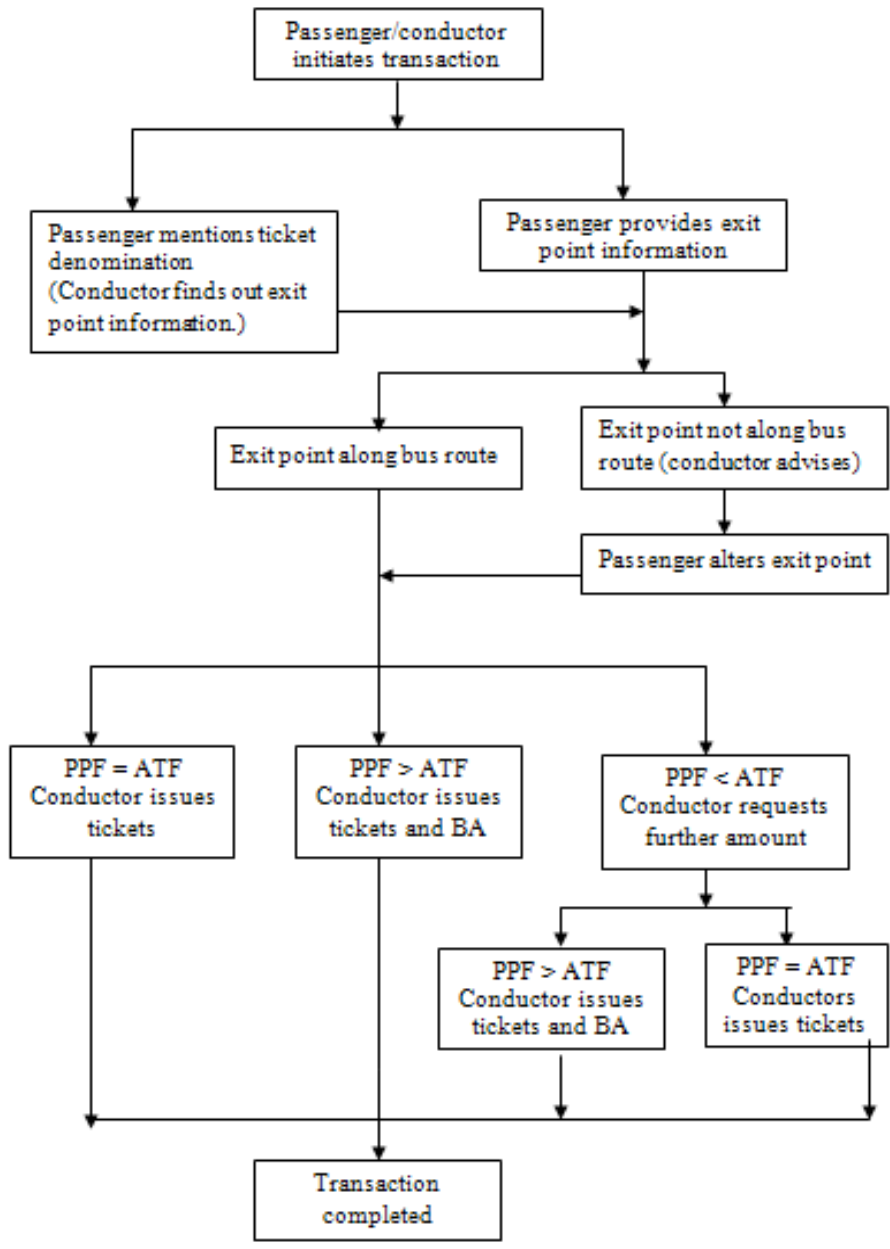 Passenger/conductor
initiates transaction
Passenger mentions ticket
denomination
(Conductor finds out exit
point information.)
Passenger provides exit
point information
Exit point along bus route
Exit point not along bus
route (conductor advises)
Passenger alters exit point
PPF = ATF
Conductor issues
tickets
PPF > ATF
Conductor issues
tickets and BA
PPF < ATF
Conductor requests
further amount
PPF > ATF
Conductor issues
tickets and BA
PPF = ATF
Conductors
issues tickets
Transaction
completed